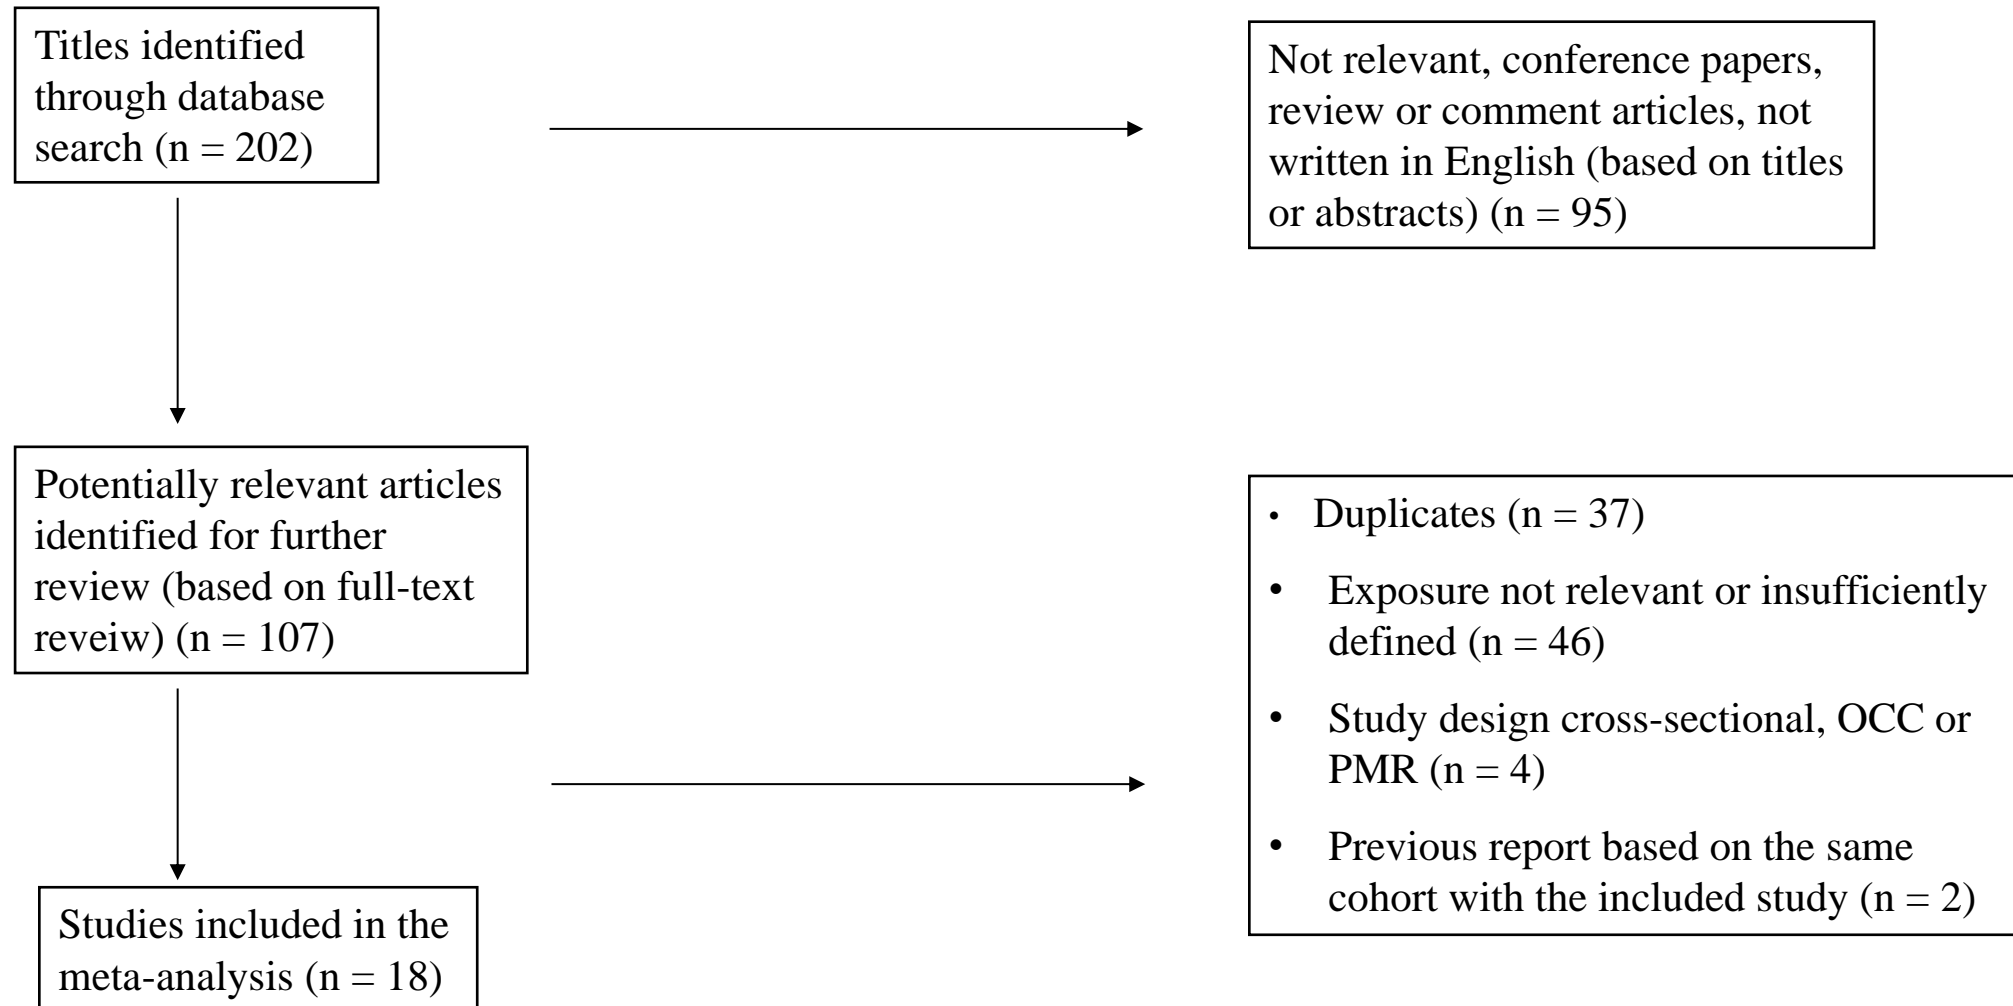 Titles identified
through database
search (n = 202)
Not relevant, conference papers,
review or comment articles, not
written in English (based on titles
or abstracts) (n = 95)
Potentially relevant articles
identified for further
review (based on full-text
reveiw) (n = 107)
• Duplicates (n = 37)
• Exposure not relevant or insufficiently
defined (n = 46)
• Study design cross-sectional, OCC or
PMR (n = 4)
• Previous report based on the same
cohort with the included study (n = 2)
Studies included in the
meta-analysis (n = 18)